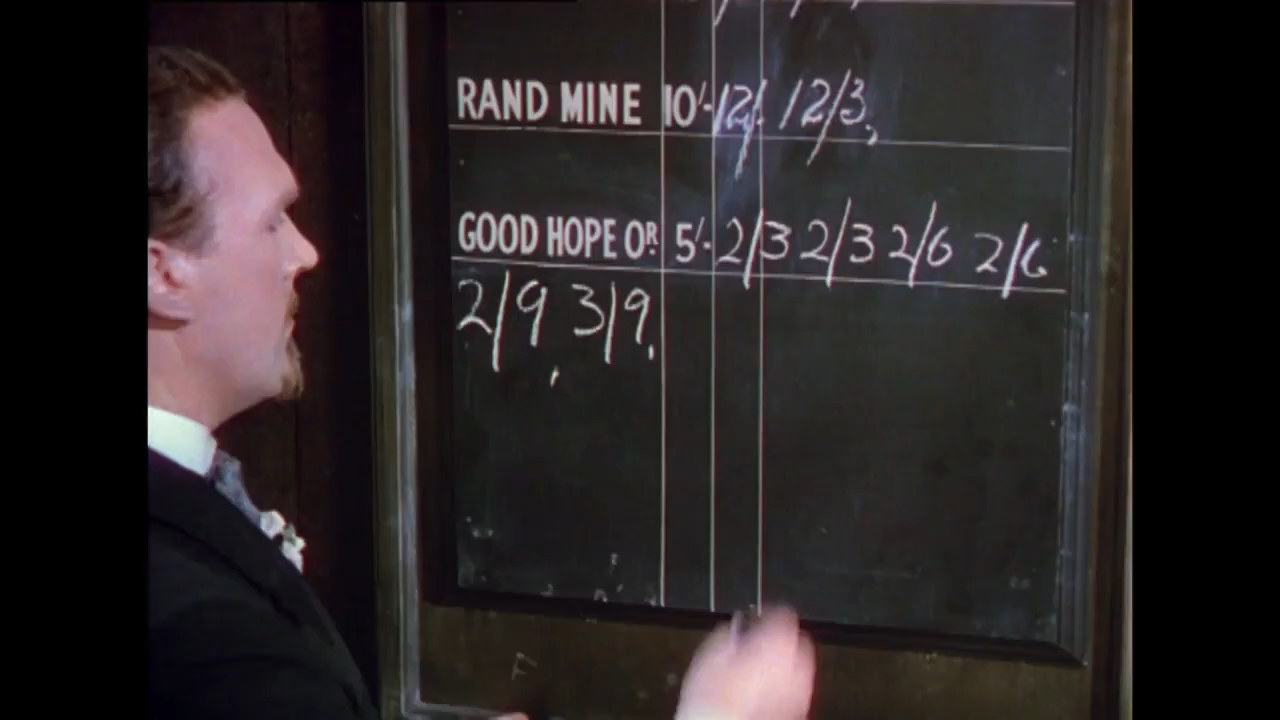 RAND MINE 10/- 12/- 12/3
GOOD HOPE OR. 5/- 2/3 2/3 2/6 2/6
2/9 3/9